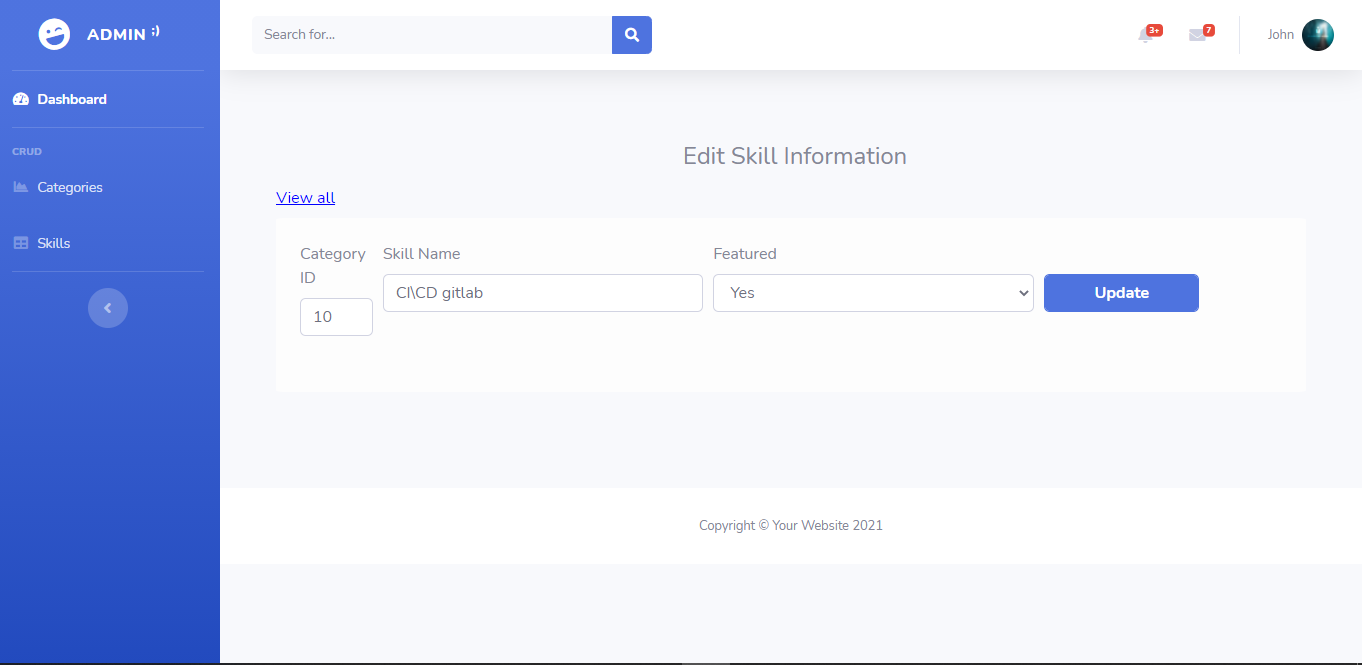 ADMIN ;)
Search for...
3+
7
John
Dashboard
CRUD
Categories
Skills
Edit Skill Information
View all
Category
ID
Skill Name
Featured
10
CI\CD gitlab
Yes
Update
Copyright © Your Website 2021